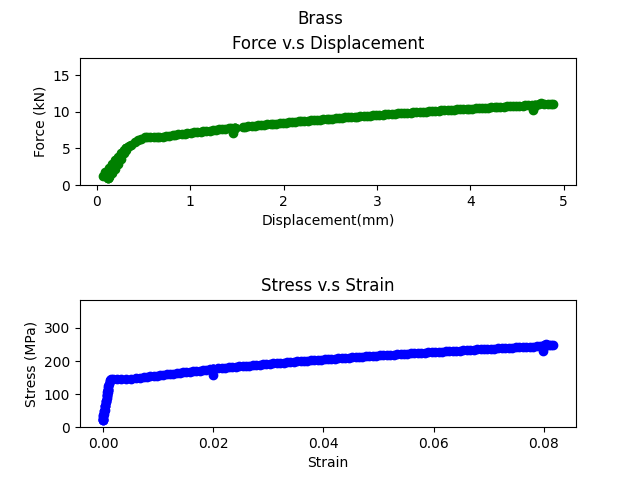 Brass
Force v.s Displacement
15
10
5
0
Force (kN)
0 1 2 3 4 5
Displacement(mm)
Stress v.s Strain
300
200
100
0
Stress (MPa)
0.00 0.02 0.04 0.06 0.08
Strain